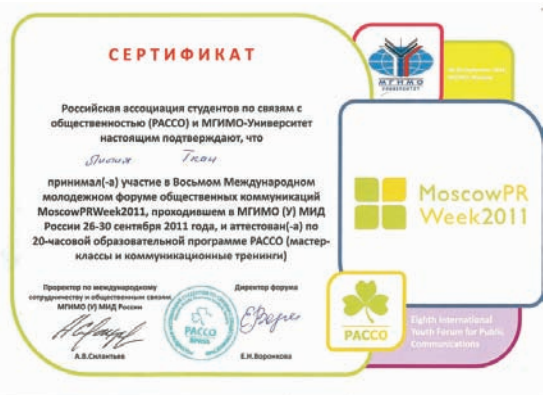 СЕРТИФИКАТ
Российская ассоциация студентов по связям с
общественностью (РАССО) и МГИМО-Университет
настоящим подтверждают, что
Ткач
принимал(-а) участие в Восьмом Международном
молодежном форуме общественных коммуникаций
MoscowPRWeek2011, проходившем в МГИМО (У) МИД
России 26-30 сентября 2011 года, и аттестован(-а) по
20-часовой образовательной программе РАССО (мастер-
классы и коммуникационные тренинги)
Проректор по международному
сотрудничеству и общественным связям
МГИМО (У) МИД России
А.В.Силантьев
Директор форума
Е.Н.Воронкова
РАССО
МГИМО
УНИВЕРСИТЕТ
MoscowPR
Week2011
РАССО
Eighth International
Youth Forum for Public
Communications